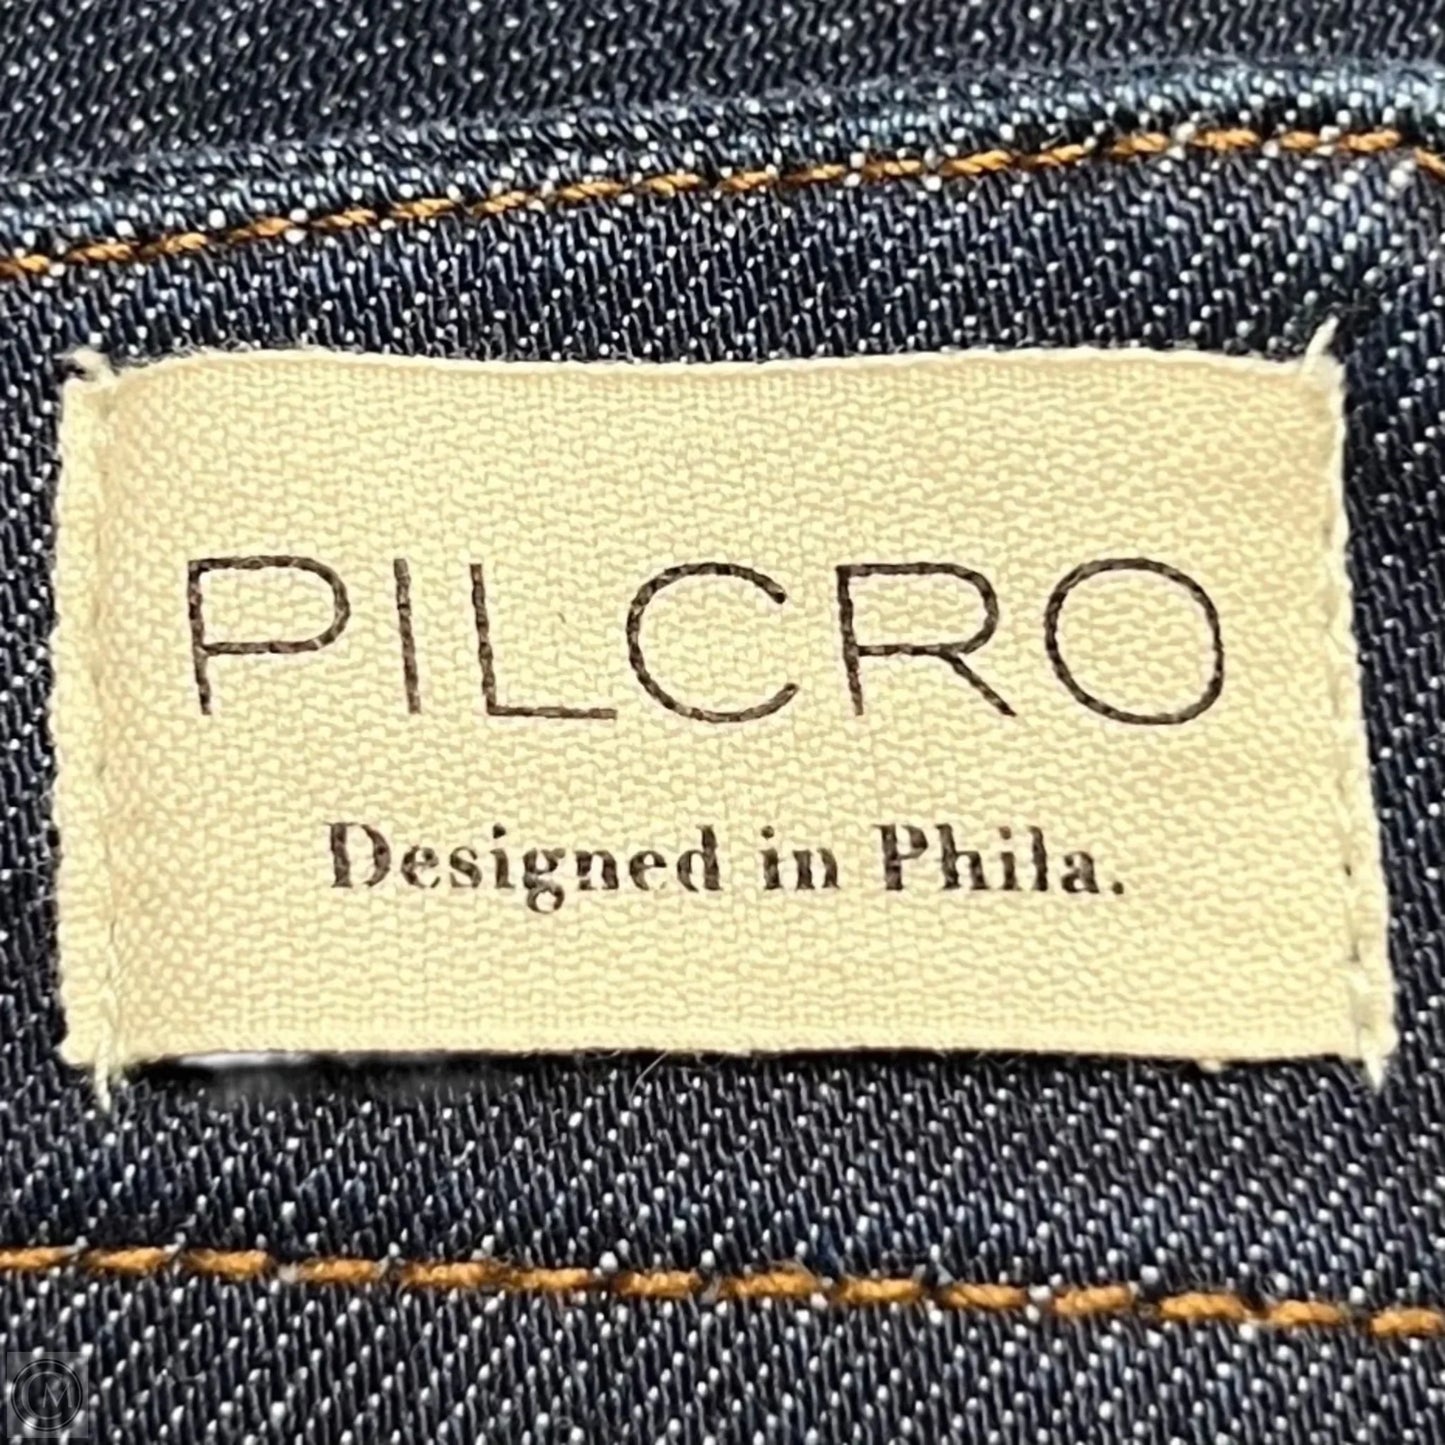 PILCRO
Designed in Phila.